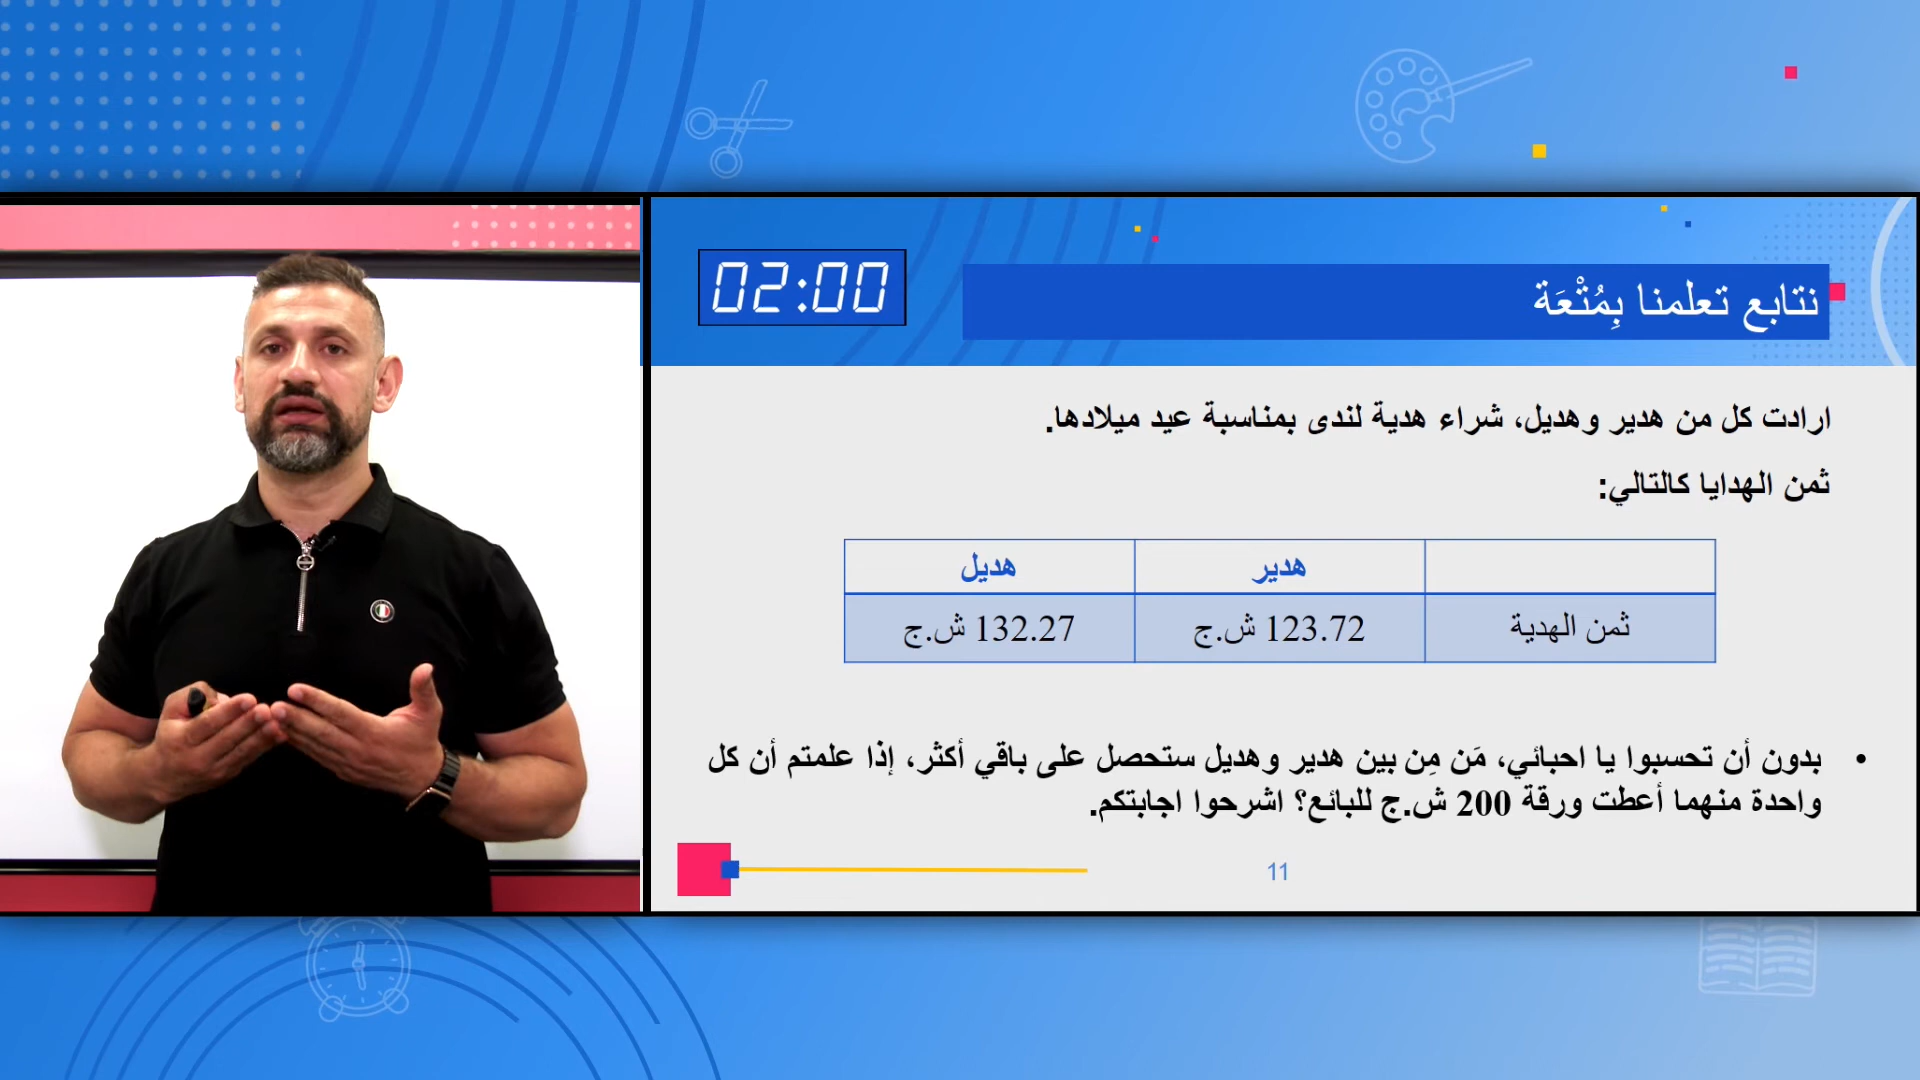 02:00
نتابع تعلمنا بِمُتْعَة
ارادت كل من هدير وهديل، شراء هدية لندى بمناسبة عيد ميلادها.
ثمن الهدايا كالتالي:
هدير هديل
ثمن الهدية 123.72 ش.ج 132.27 ش.ج
• بدون أن تحسبوا يا احبائي، مَن مِن بين هدير وهديل ستحصل على باقي أكثر، إذا علمتم أن كل
واحدة منهما أعطت ورقة 200 ش.ج للبائع؟ اشرحوا اجابتكم.
11